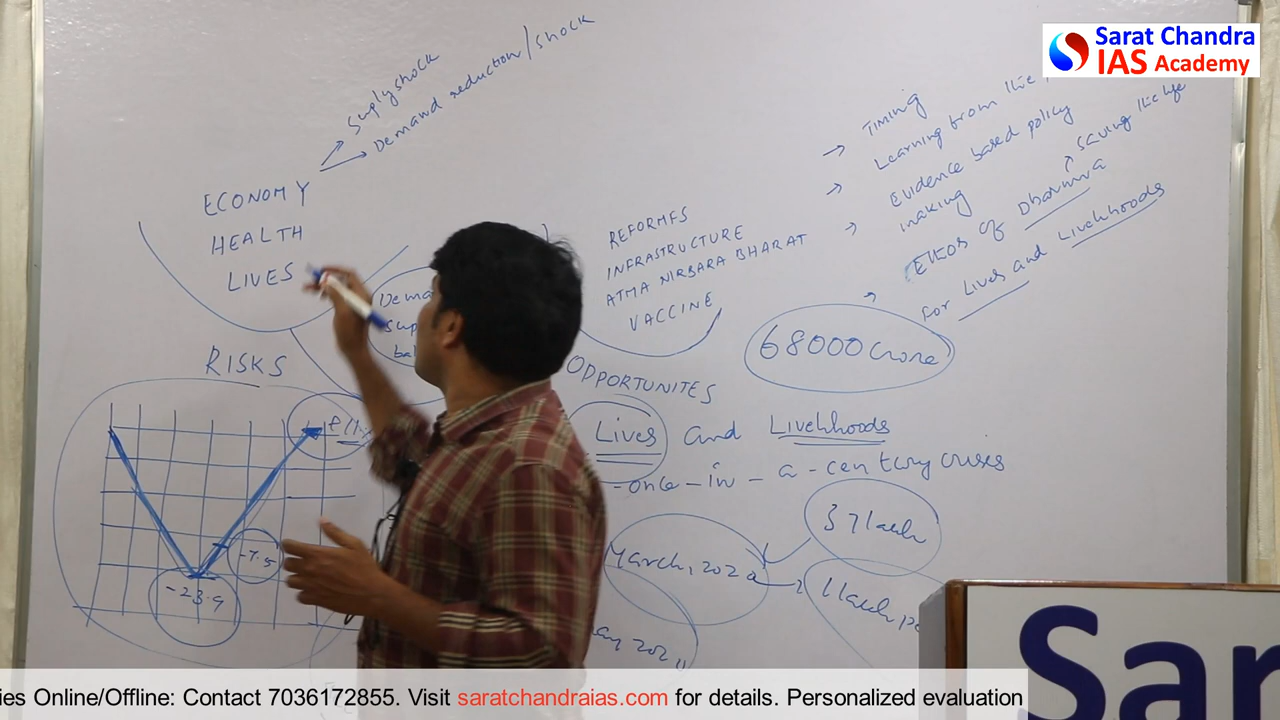 Sarat Chandra
IAS Academy
Suply shock
Demand reduction/shock
ECONOMY
HEALTH
LIVES
RISKS
-7.5
-23.9
REFORMFS
INFRASTRUCTURE
ATMA NIRBARA BHARAT
VACCINE
OPPORTUNITES
Timing
Learning from the
Evidence based policy
making
Saving the life
Ethos of Dharma
For Lives and Livelihoods
68000 Crore
Lives and Livelihoods
-once-in-a-century crises
37 lakh
March, 2020
1 lakh
Sar
ies Online/Offline: Contact 7036172855. Visit saratchandraias.com for details. Personalized evaluation